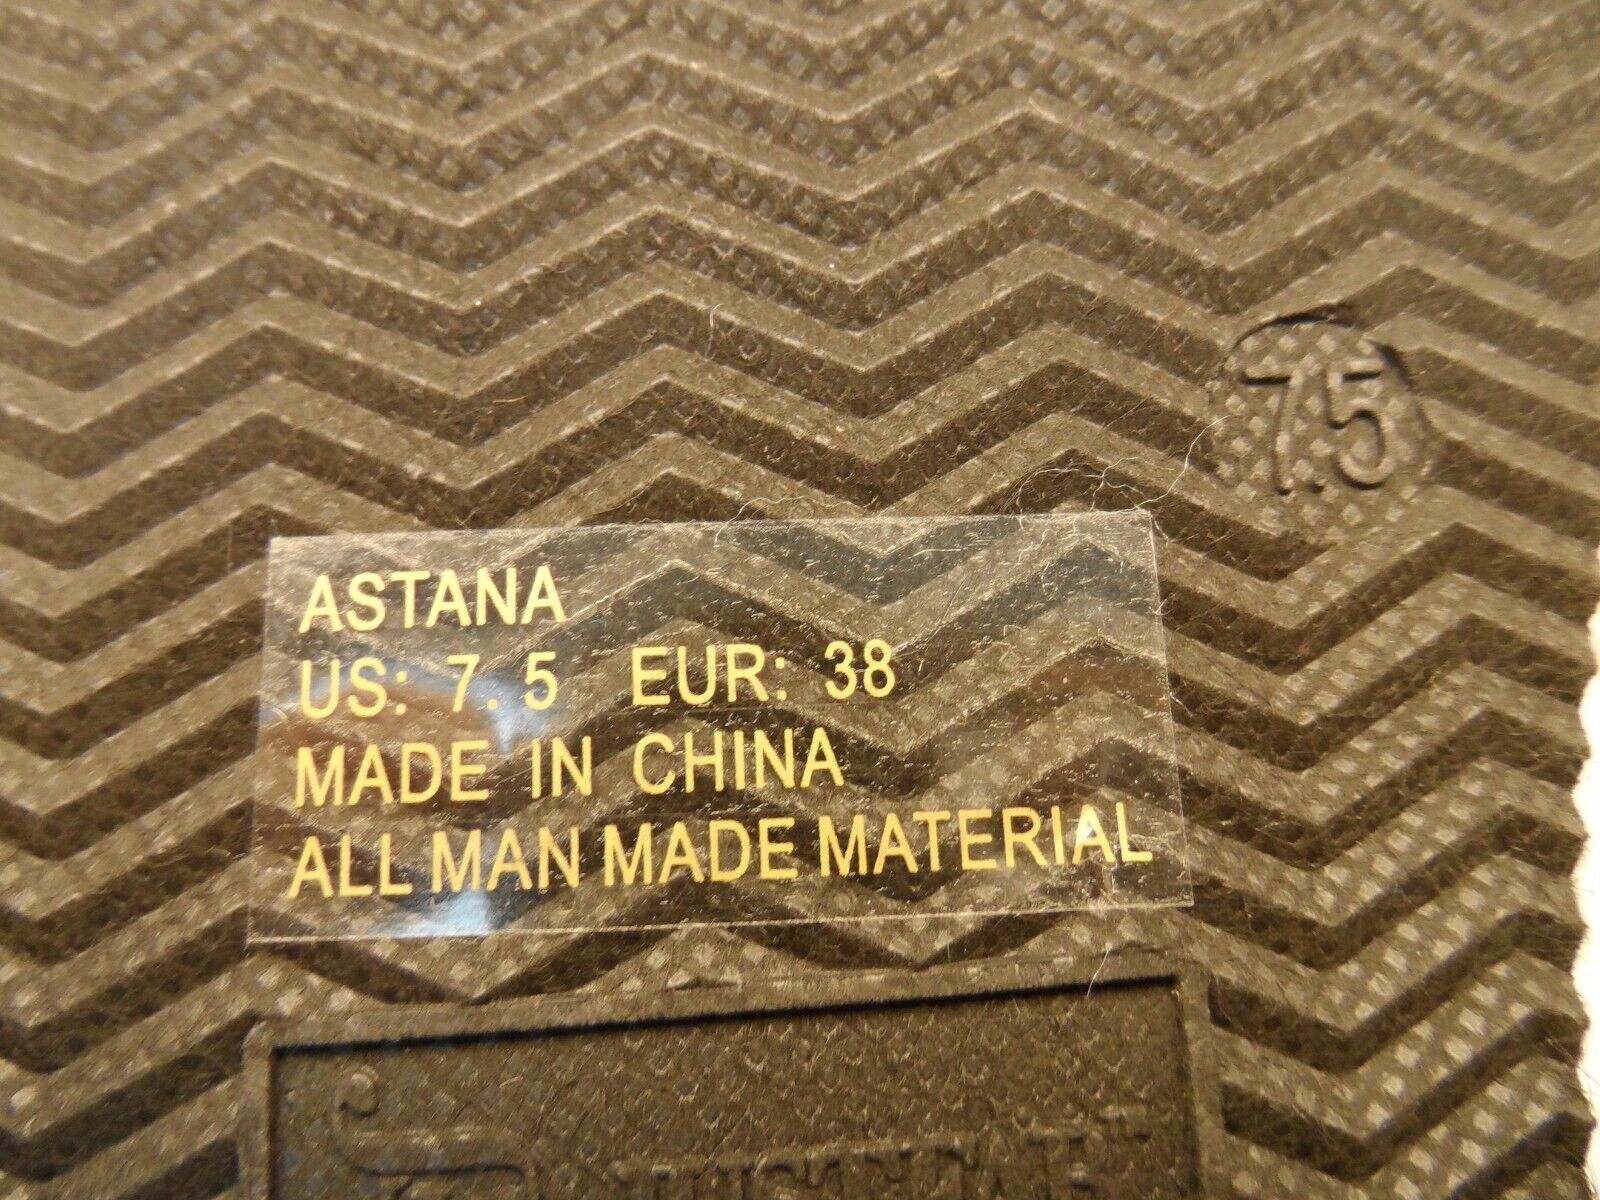 7.5
ASTANA
US: 7. 5 EUR: 38
MADE IN CHINA
ALL MAN MADE MATERIAL